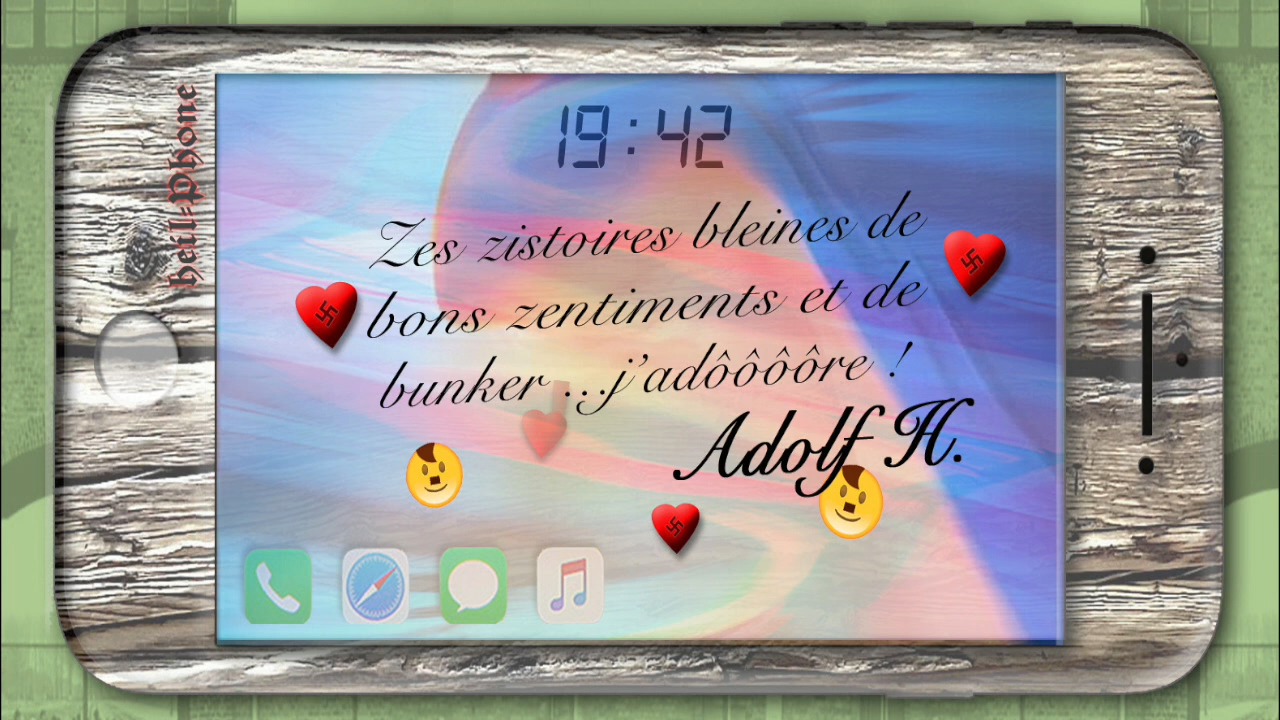 heil-Phone
19:42
Zes zistoires bleines de
bons zentiments et de
bunker ...j'adôôôôre !
Adolf H.